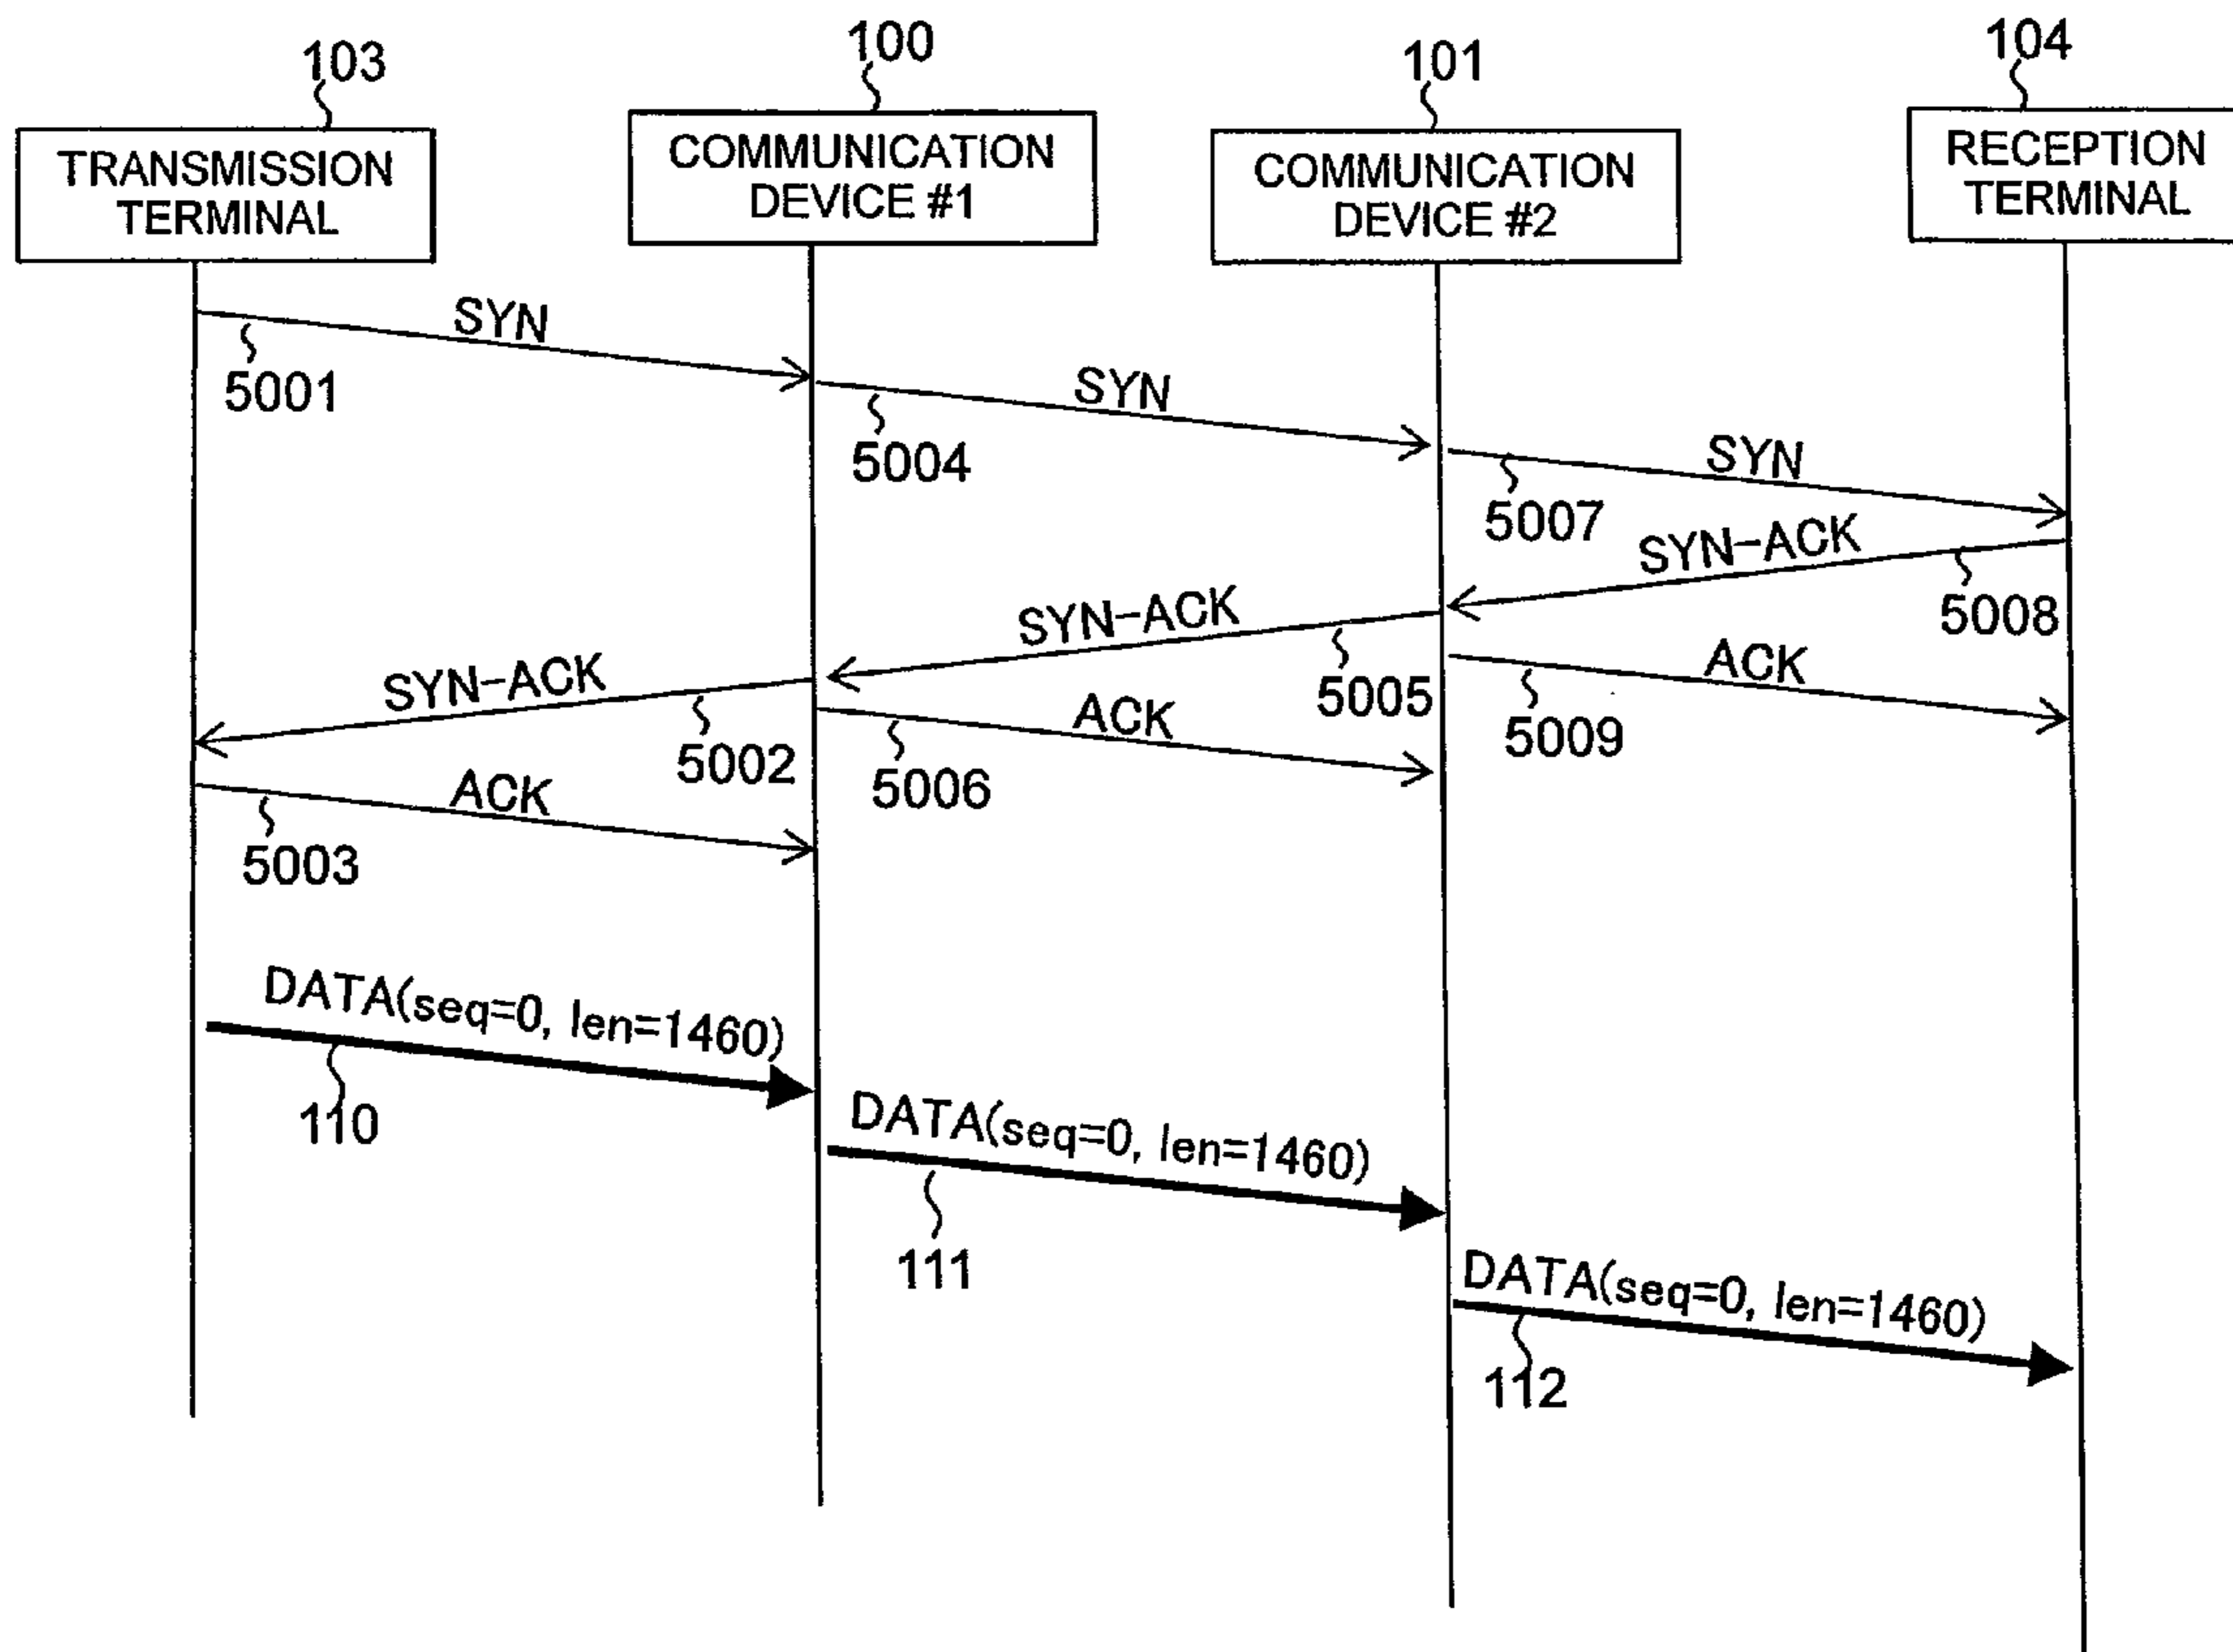 103
100
101
104
TRANSMISSION
TERMINAL
COMMUNICATION
DEVICE #1
COMMUNICATION
DEVICE #2
RECEPTION
TERMINAL
SYN
5001
SYN
5004
SYN
5007
SYN-ACK
5008
SYN-ACK
5005
ACK
5009
SYN-ACK
5002
ACK
5006
ACK
5003
DATA(seq=0, len=1460)
110
DATA(seq=0, len=1460)
111
DATA(seq=0, len=1460)
112